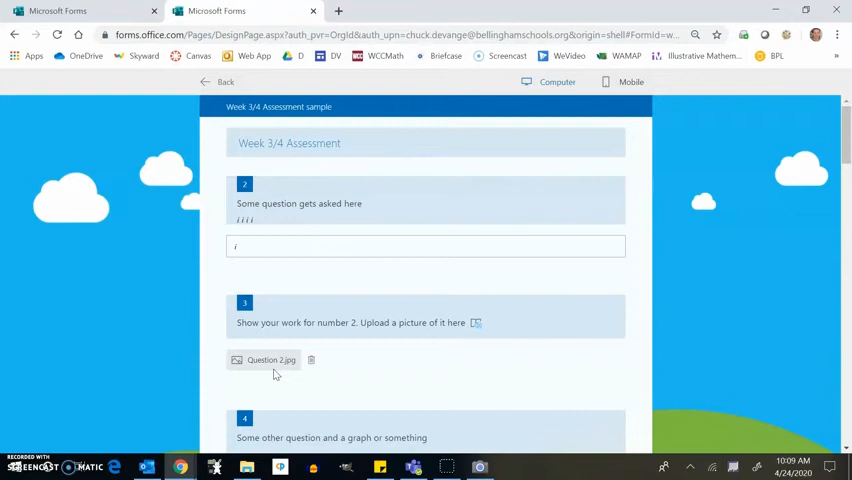 Microsoft Forms
Microsoft Forms
forms.office.com/Pages/DesignPage.aspx?auth_pvr=OrgId&auth_upn=chuck.devange@bellinghamschools.org&origin=shell#FormId=w...
Apps OneDrive Skyward Canvas Web App D DV WCCMath Briefcase Screencast WeVideo WAMAP Illustrative Mathem... BPL »
Back Computer Mobile
Week 3/4 Assessment sample
Week 3/4 Assessment
2
Some question gets asked here
i i i i
i
3
Show your work for number 2. Upload a picture of it here
Question 2.jpg
4
Some other question and a graph or something
RECORDED WITH
SCREENCAST MATIC
10:09 AM
4/24/2020